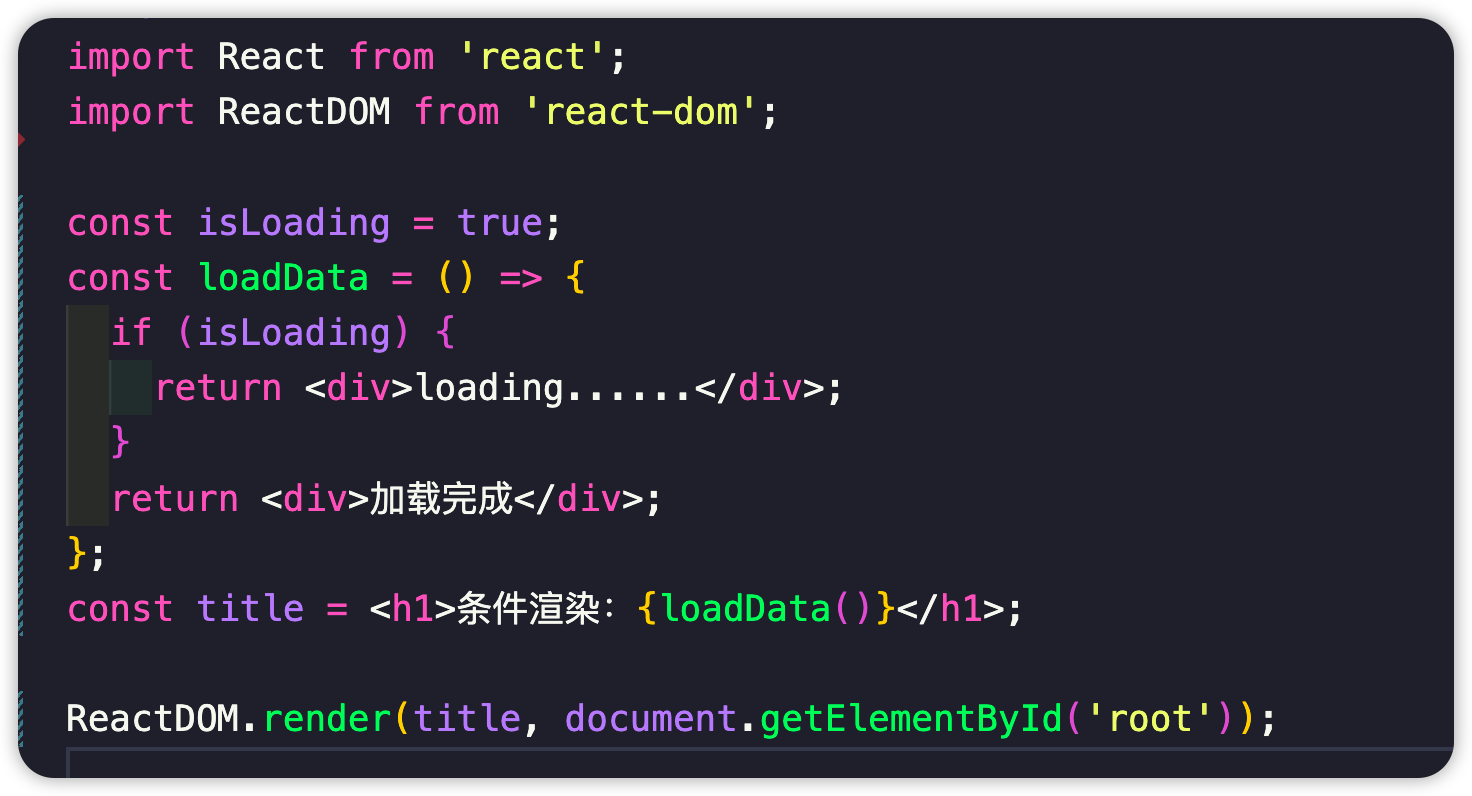 import React from 'react';
import ReactDOM from 'react-dom';
const isLoading = true;
const loadData = () => {
  if (isLoading) {
    return <div>loading......</div>;
  }
  return <div>加载完成</div>;
};
const title = <h1>条件渲染：{loadData()}</h1>;
ReactDOM.render(title, document.getElementById('root'));